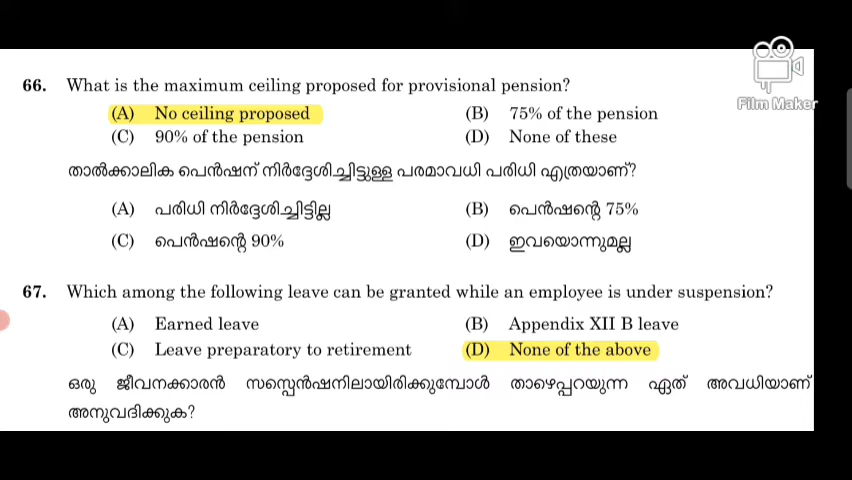 Film Maker
66. What is the maximum ceiling proposed for provisional pension?
(A) No ceiling proposed (B) 75% of the pension
(C) 90% of the pension (D) None of these
താൽക്കാലിക പെൻഷന് നിർദ്ദേശിച്ചിട്ടുള്ള പരമാവധി പരിധി എത്രയാണ്?
(A) പരിധി നിർദ്ദേശിച്ചിട്ടില്ല (B) പെൻഷന്റെ 75%
(C) പെൻഷന്റെ 90% (D) ഇവയൊന്നുമല്ല
67. Which among the following leave can be granted while an employee is under suspension?
(A) Earned leave (B) Appendix XII B leave
(C) Leave preparatory to retirement (D) None of the above
ഒരു ജീവനക്കാരൻ സസ്പെൻഷനിലായിരിക്കുമ്പോൾ താഴെപ്പറയുന്ന ഏത് അവധിയാണ്
അനുവദിക്കുക?